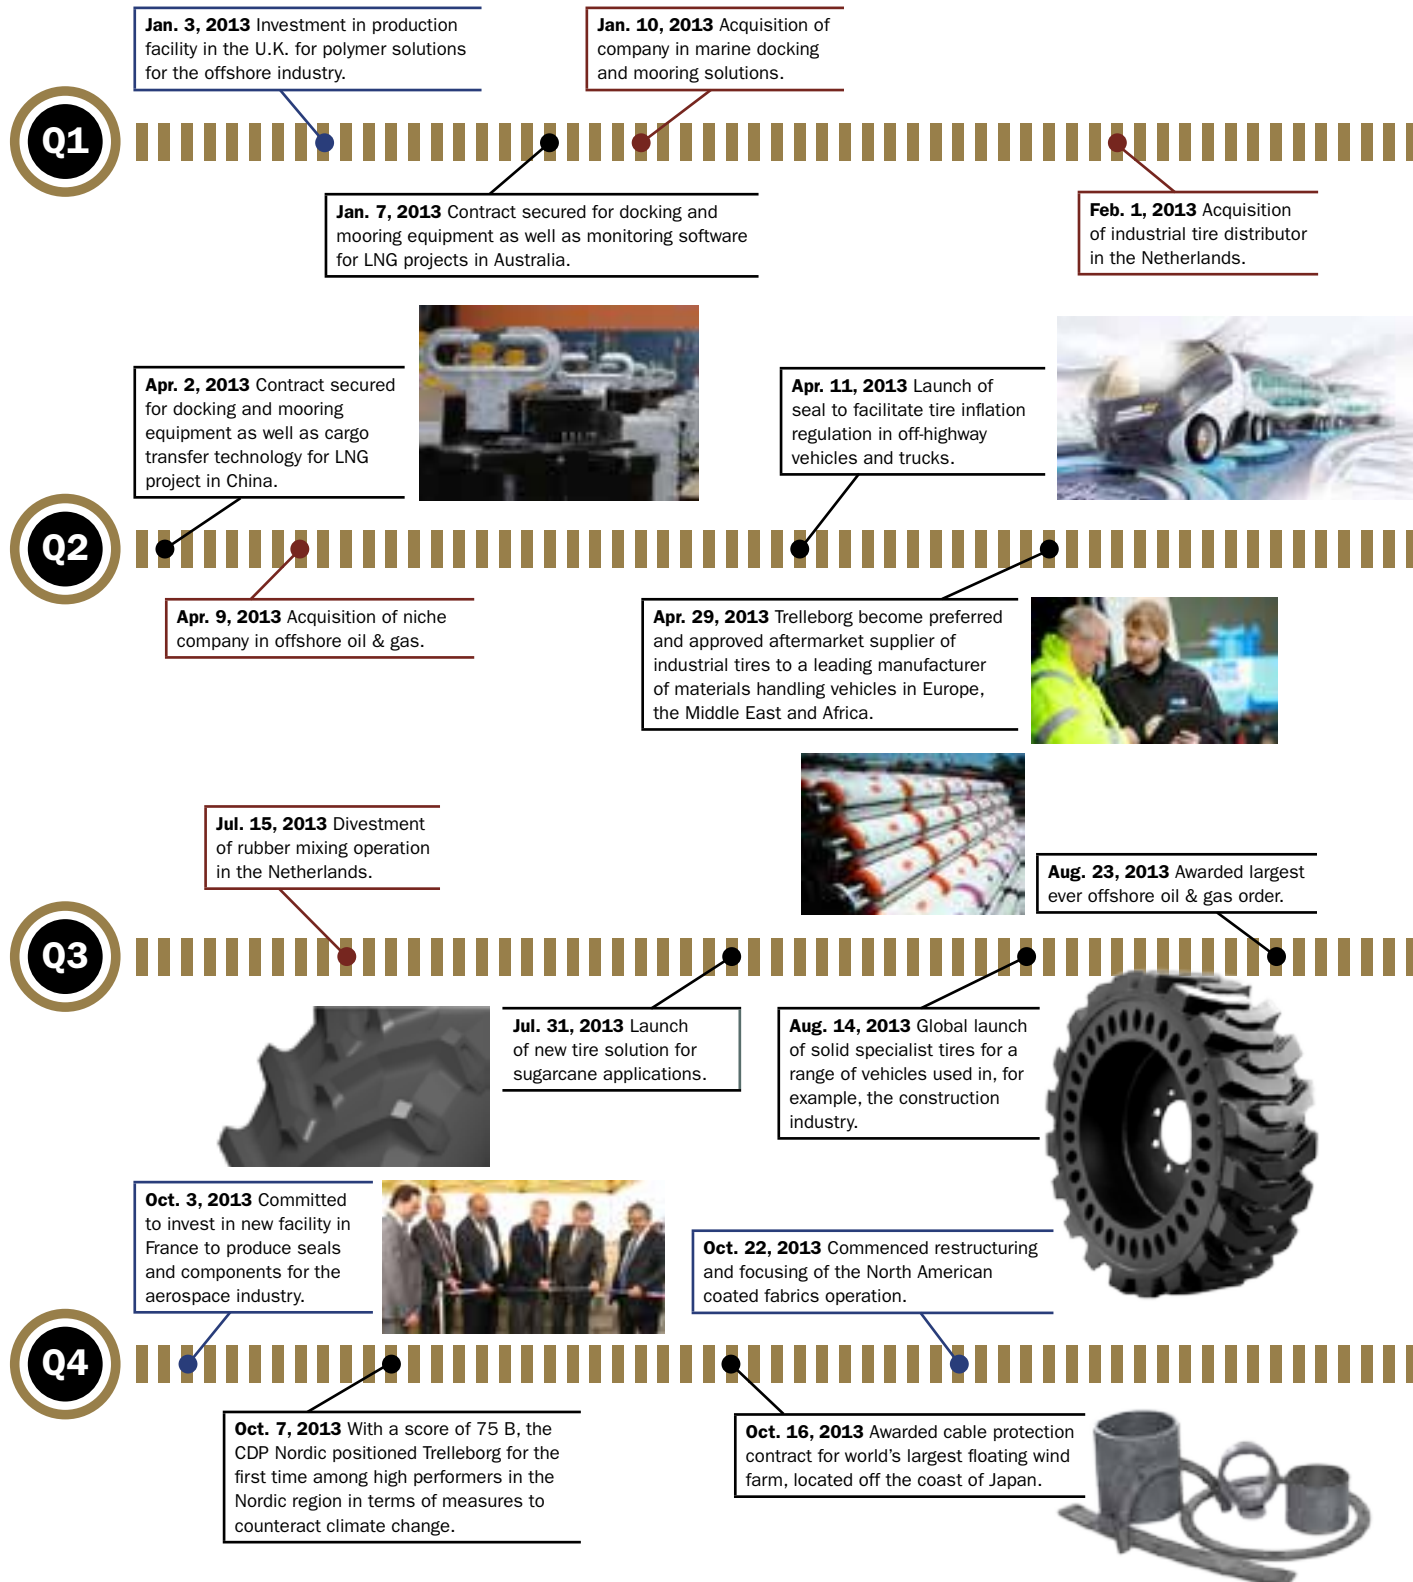 Jan. 3, 2013 Investment in production
facility in the U.K. for polymer solutions
for the offshore industry.
Jan. 10, 2013 Acquisition of
company in marine docking
and mooring solutions.
Q1
Jan. 7, 2013 Contract secured for docking and
mooring equipment as well as monitoring software
for LNG projects in Australia.
Feb. 1, 2013 Acquisition
of industrial tire distributor
in the Netherlands.
Apr. 2, 2013 Contract secured
for docking and mooring
equipment as well as cargo
transfer technology for LNG
project in China.
Apr. 11, 2013 Launch of
seal to facilitate tire inflation
regulation in off-highway
vehicles and trucks.
Q2
Apr. 9, 2013 Acquisition of niche
company in offshore oil & gas.
Apr. 29, 2013 Trelleborg become preferred
and approved aftermarket supplier of
industrial tires to a leading manufacturer
of materials handling vehicles in Europe,
the Middle East and Africa.
Jul. 15, 2013 Divestment
of rubber mixing operation
in the Netherlands.
Aug. 23, 2013 Awarded largest
ever offshore oil & gas order.
Q3
Jul. 31, 2013 Launch
of new tire solution for
sugarcane applications.
Aug. 14, 2013 Global launch
of solid specialist tires for a
range of vehicles used in, for
example, the construction
industry.
Oct. 3, 2013 Committed
to invest in new facility in
France to produce seals
and components for the
aerospace industry.
Oct. 22, 2013 Commenced restructuring
and focusing of the North American
coated fabrics operation.
Q4
Oct. 7, 2013 With a score of 75 B, the
CDP Nordic positioned Trelleborg for the
first time among high performers in the
Nordic region in terms of measures to
counteract climate change.
Oct. 16, 2013 Awarded cable protection
contract for world's largest floating wind
farm, located off the coast of Japan.